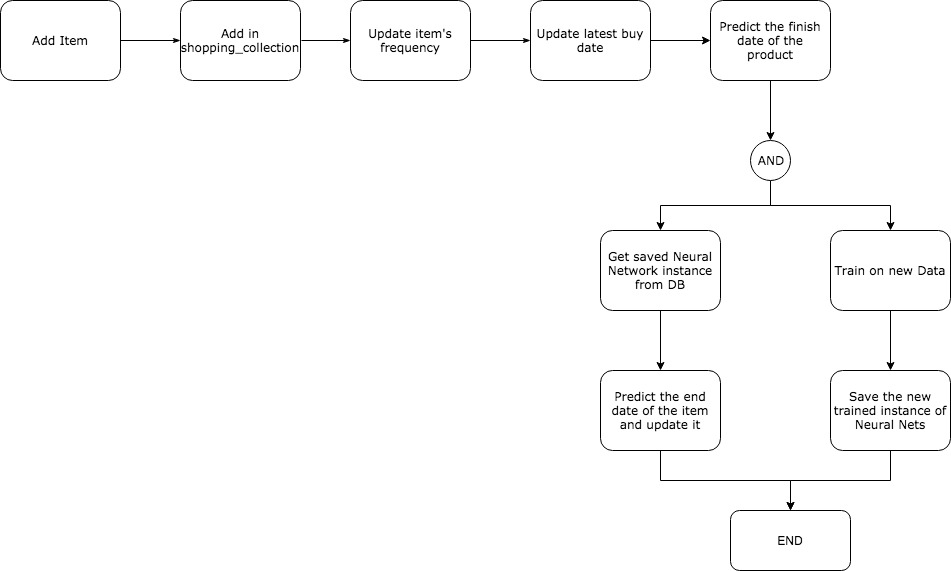 Add Item
Add in
shopping_collection
Update item's
frequency
Update latest buy
date
Predict the finish
date of the
product
AND
Get saved Neural
Network instance
from DB
Train on new Data
Predict the end
date of the item
and update it
Save the new
trained instance of
Neural Nets
END